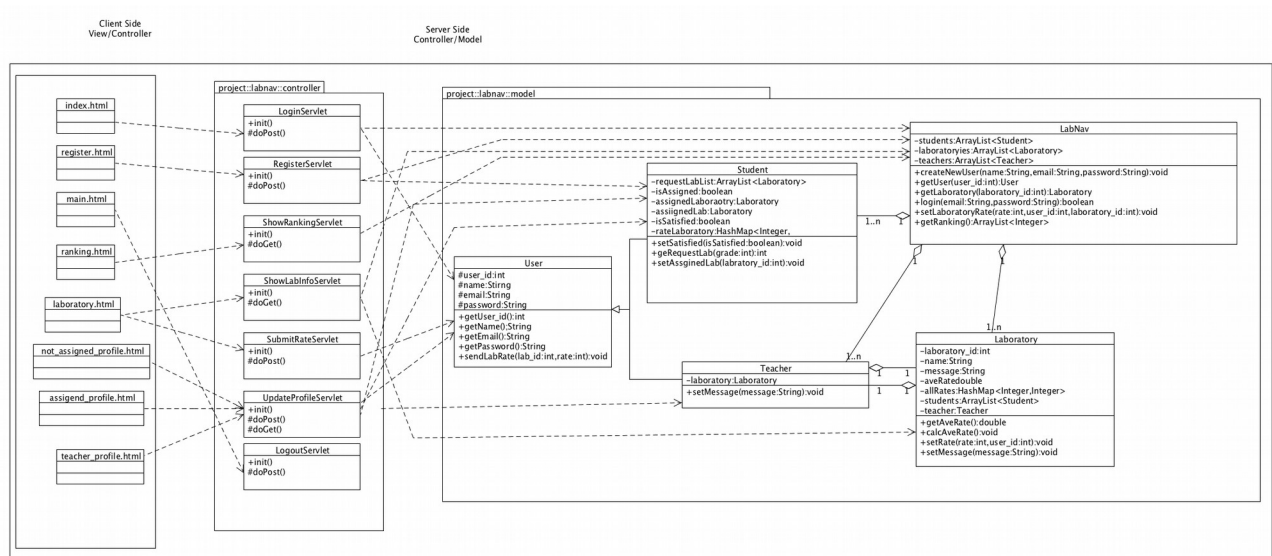 Client Side
View/Controller
Server Side
Controller/Model
index.html
register.html
main.html
ranking.html
laboratory.html
not_assigned_profile.html
assigend_profile.html
teacher_profile.html
project::labnav::controller
LoginServlet
+init()
#doPost()
RegisterServlet
+init()
#doPost()
ShowRankingServlet
+init()
#doGet()
ShowLabInfoServlet
+init()
#doGet()
SubmitRateServlet
+init()
#doPost()
UpdateProfileServlet
+init()
#doPost()
#doGet()
LogoutServlet
+init()
#doPost()
project::labnav::model
User
#user_id:int
#name:Stirng
#email:String
#password:String
+getUser_id():int
+getName();String
+getEmail():String
+getPassword():String
+sendLabRate(lab_id:int,rate:int):void
Student
-requestLabList:ArrayList<Laboratory>
-isAssigned:boolean
-assignedLaboraotry:Laboratory
-assiignedLab:Laboratory
-isSatisfied:boolean
-rateLaboratory:HashMap<Integer,
+setSatisfied(isSatisfied:boolean):void
+geRequestLab(grade:int):int
+setAssginedLab(labratory_id:int):void
Teacher
-laboratory:Laboratory
+setMessage(message:String):void
LabNav
-students:ArrayList<Student>
-laboratoryies:ArrayList<Laboratory>
-teachers:ArrayList<Teacher>
+createNewUser(name:String,email:String,password:String):void
+getUser(user_id:int):User
+getLaboratory(laboratory_id:int):Laboratory
+login(email:String,password:String):boolean
+setLaboratoryRate(rate:int,user_id:int,laboratory_id:int):void
+getRanking():ArrayList<Integer>
1..n
1
1
1
1..n
1..n
1
1
1
1
Laboratory
-laboratory_id:int
-name:String
-message:String
-aveRatedouble
-allRates:HashMap<Integer,Integer>
-students:ArrayList<Student>
-teacher:Teacher
+getAveRate():double
+calcAveRate():void
+setRate(rate:int,user_id:int):void
+setMessage(message:String):void